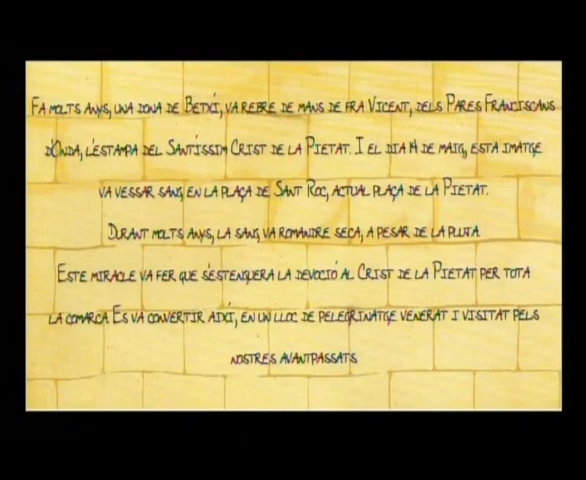 FA MOLTS ANYS, UNA DONA DE BETXÍ, VA REBRE DE MANS DE FRA VICENT, DELS PARES FRANCISCANS
D'ONDA, L'ESTAMPA DEL SANTÍSSIM CRIST DE LA PIETAT. I EL DIA 14 DE MAIG, ESTA IMATGE
VA VESSAR SANG EN LA PLAÇA DE SANT ROC, ACTUAL PLAÇA DE LA PIETAT.
DURANT MOLTS ANYS, LA SANG VA ROMANDRE SECA, A PESAR DE LA PLUJA
ESTE MIRACLE VA FER QUE S'ESTENGUERA LA DEVOCIÓ AL CRIST DE LA PIETAT PER TOTA
LA COMARCA. ES VA CONVERTIR AIXÍ, EN UN LLOC DE PELEGRINATGE VENERAT I VISITAT PELS
NOSTRES AVANTPASSATS